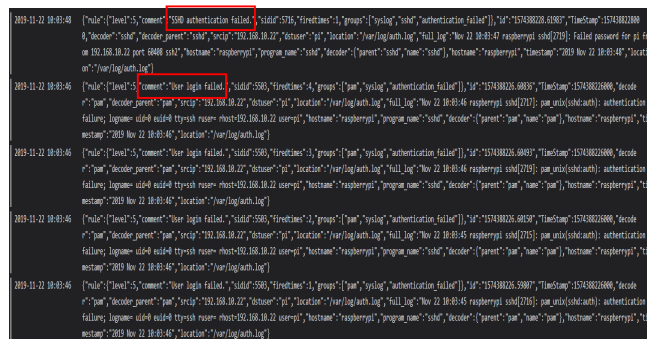 2019-11-22 10:03:48 {"rule":{"level":5,"comment":"SSHD authentication failed.","sidid":5716,"firedtimes":1,"groups":["syslog","sshd","authentication_failed"]},"id":"1574388228.61983","TimeStamp":157438822800
0,"decoder":"sshd","decoder_parent":"sshd","srcip":"192.168.10.22","dstuser":"pi","location":"/var/log/auth.log","full_log":"Nov 22 10:03:47 raspberrypi sshd[2719]: Failed password for pi fr
om 192.168.10.22 port 60408 ssh2","hostname":"raspberrypi","program_name":"sshd","decoder":{"parent":"sshd","name":"sshd"},"hostname":"raspberrypi","timestamp":"2019 Nov 22 10:03:48","locati
on":"/var/log/auth.log"}
2019-11-22 10:03:46 {"rule":{"level":5,"comment":"User login failed.","sidid":5503,"firedtimes":4,"groups":["pam","syslog","authentication_failed"]},"id":"1574388226.60836","TimeStamp":1574388226000,"decode
r":"pam","decoder_parent":"pam","srcip":"192.168.10.22","dstuser":"pi","location":"/var/log/auth.log","full_log":"Nov 22 10:03:46 raspberrypi sshd[2717]: pam_unix(sshd:auth): authentication
failure; logname= uid=0 euid=0 tty=ssh ruser= rhost=192.168.10.22 user=pi","hostname":"raspberrypi","program_name":"sshd","decoder":{"parent":"pam","name":"pam"},"hostname":"raspberrypi","ti
mestamp":"2019 Nov 22 10:03:46","location":"/var/log/auth.log"}
2019-11-22 10:03:46 {"rule":{"level":5,"comment":"User login failed.","sidid":5503,"firedtimes":3,"groups":["pam","syslog","authentication_failed"]},"id":"1574388226.60493","TimeStamp":1574388226000,"decode
r":"pam","decoder_parent":"pam","srcip":"192.168.10.22","dstuser":"pi","location":"/var/log/auth.log","full_log":"Nov 22 10:03:46 raspberrypi sshd[2719]: pam_unix(sshd:auth): authentication
failure; logname= uid=0 euid=0 tty=ssh ruser= rhost=192.168.10.22 user=pi","hostname":"raspberrypi","program_name":"sshd","decoder":{"parent":"pam","name":"pam"},"hostname":"raspberrypi","ti
mestamp":"2019 Nov 22 10:03:46","location":"/var/log/auth.log"}
2019-11-22 10:03:46 {"rule":{"level":5,"comment":"User login failed.","sidid":5503,"firedtimes":2,"groups":["pam","syslog","authentication_failed"]},"id":"1574388226.60150","TimeStamp":1574388226000,"decode
r":"pam","decoder_parent":"pam","srcip":"192.168.10.22","dstuser":"pi","location":"/var/log/auth.log","full_log":"Nov 22 10:03:46 raspberrypi sshd[2715]: pam_unix(sshd:auth): authentication
failure; logname= uid=0 euid=0 tty=ssh ruser= rhost=192.168.10.22 user=pi","hostname":"raspberrypi","program_name":"sshd","decoder":{"parent":"pam","name":"pam"},"hostname":"raspberrypi","ti
mestamp":"2019 Nov 22 10:03:46","location":"/var/log/auth.log"}
2019-11-22 10:03:46 {"rule":{"level":5,"comment":"User login failed.","sidid":5503,"firedtimes":1,"groups":["pam","syslog","authentication_failed"]},"id":"1574388226.59807","TimeStamp":1574388226000,"decode
r":"pam","decoder_parent":"pam","srcip":"192.168.10.22","dstuser":"pi","location":"/var/log/auth.log","full_log":"Nov 22 10:03:45 raspberrypi sshd[2716]: pam_unix(sshd:auth): authentication
failure; logname= uid=0 euid=0 tty=ssh ruser= rhost=192.168.10.22 user=pi","hostname":"raspberrypi","program_name":"sshd","decoder":{"parent":"pam","name":"pam"},"hostname":"raspberrypi","ti
mestamp":"2019 Nov 22 10:03:46","location":"/var/log/auth.log"}